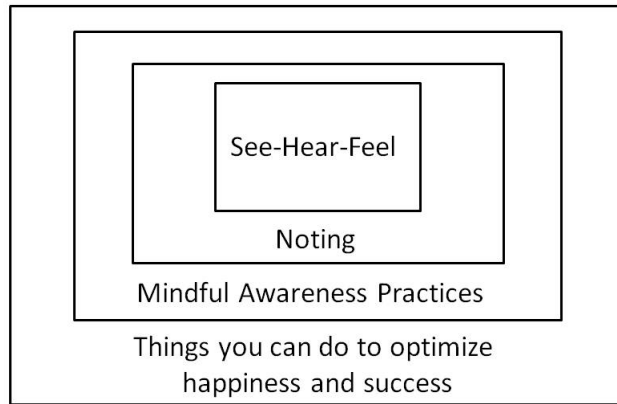 See-Hear-Feel
Noting
Mindful Awareness Practices
Things you can do to optimize
happiness and success